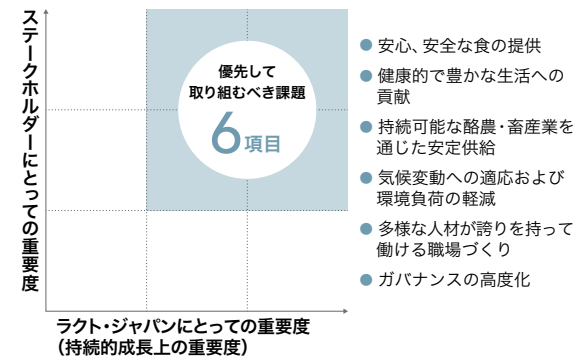 ステークホルダーにとっての重要度
優先して
取り組むべき課題
6項目
ラクト・ジャパンにとっての重要度
（持続的成長上の重要度）
安心、安全な食の提供
健康的で豊かな生活への
貢献
持続可能な酪農・畜産業を
通じた安定供給
気候変動への適応および
環境負荷の軽減
多様な人材が誇りを持って
働ける職場づくり
ガバナンスの高度化